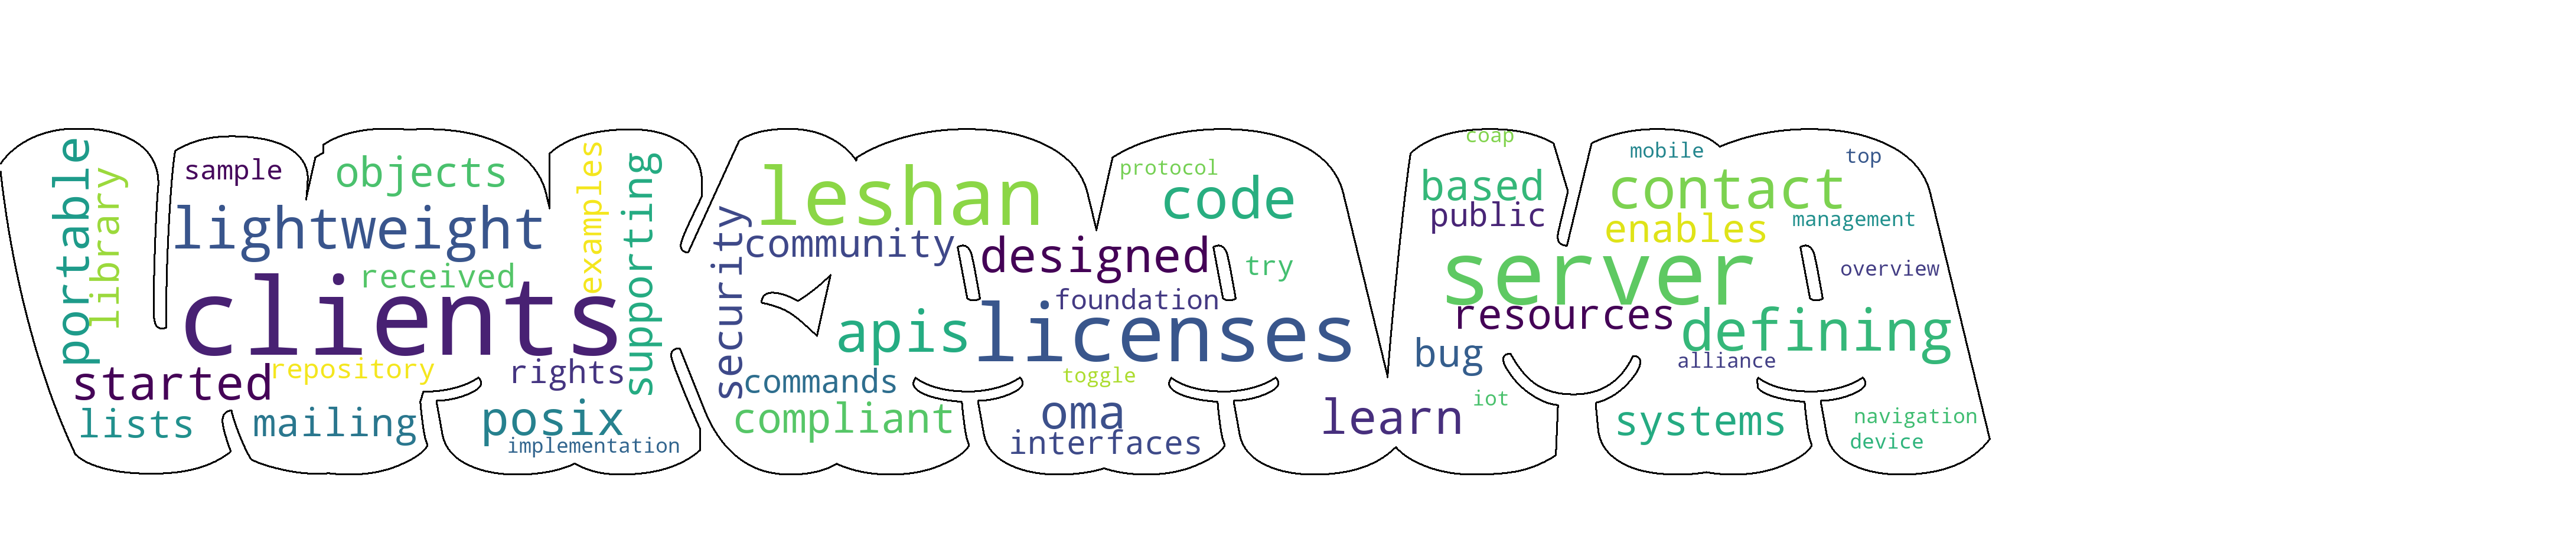 portable
library
sample
objects
lightweight
received
clients
examples
supporting
started
repository
rights
lists
mailing
posix
implementation
security
leshan
community
designed
protocol
code
try
foundation
apis
licenses
commands
toggle
compliant
oma
interfaces
learn
coap
based
public
mobile
top
contact
enables
management
server
overview
resources
defining
bug
alliance
iot
systems
navigation
device